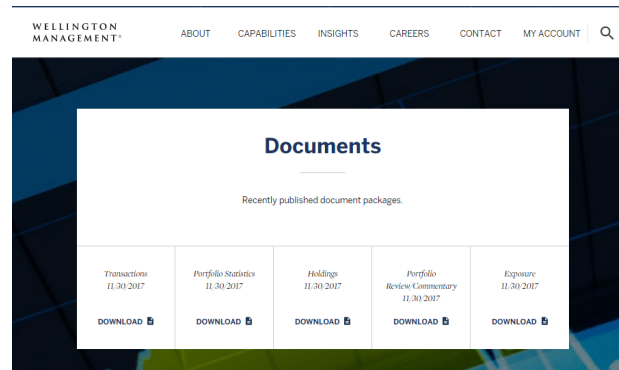 WELLINGTON
MANAGEMENT®
ABOUT CAPABILITIES INSIGHTS CAREERS CONTACT MY ACCOUNT
Documents
Recently published document packages.
Transactions
11/30/2017
DOWNLOAD
Portfolio Statistics
11/30/2017
DOWNLOAD
Holdings
11/30/2017
DOWNLOAD
Portfolio
Review/Commentary
11/30/2017
DOWNLOAD
Exposure
11/30/2017
DOWNLOAD